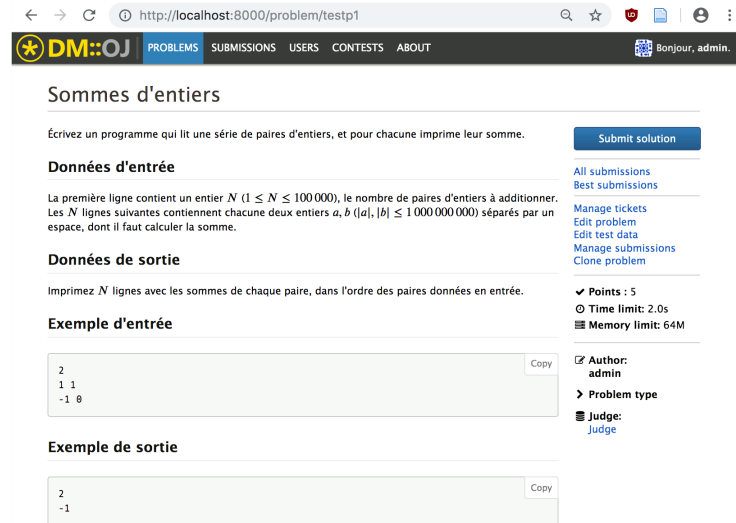 http://localhost:8000/problem/testp1
DM::OJ PROBLEMS SUBMISSIONS USERS CONTESTS ABOUT Bonjour, admin.
Sommes d'entiers
Écrivez un programme qui lit une série de paires d'entiers, et pour chacune imprime leur somme.
Données d'entrée
La première ligne contient un entier N (1 ≤ N ≤ 100 000), le nombre de paires d'entiers à additionner.
Les N lignes suivantes contiennent chacune deux entiers a, b (|a|, |b| ≤ 1 000 000 000) séparés par un
espace, dont il faut calculer la somme.
Données de sortie
Imprimez N lignes avec les sommes de chaque paire, dans l'ordre des paires données en entrée.
Exemple d'entrée
Copy
2
1 1
-1 0
Exemple de sortie
Copy
2
-1
Submit solution
All submissions
Best submissions
Manage tickets
Edit problem
Edit test data
Manage submissions
Clone problem
Points : 5
Time limit: 2.0s
Memory limit: 64M
Author:
admin
Problem type
Judge:
Judge